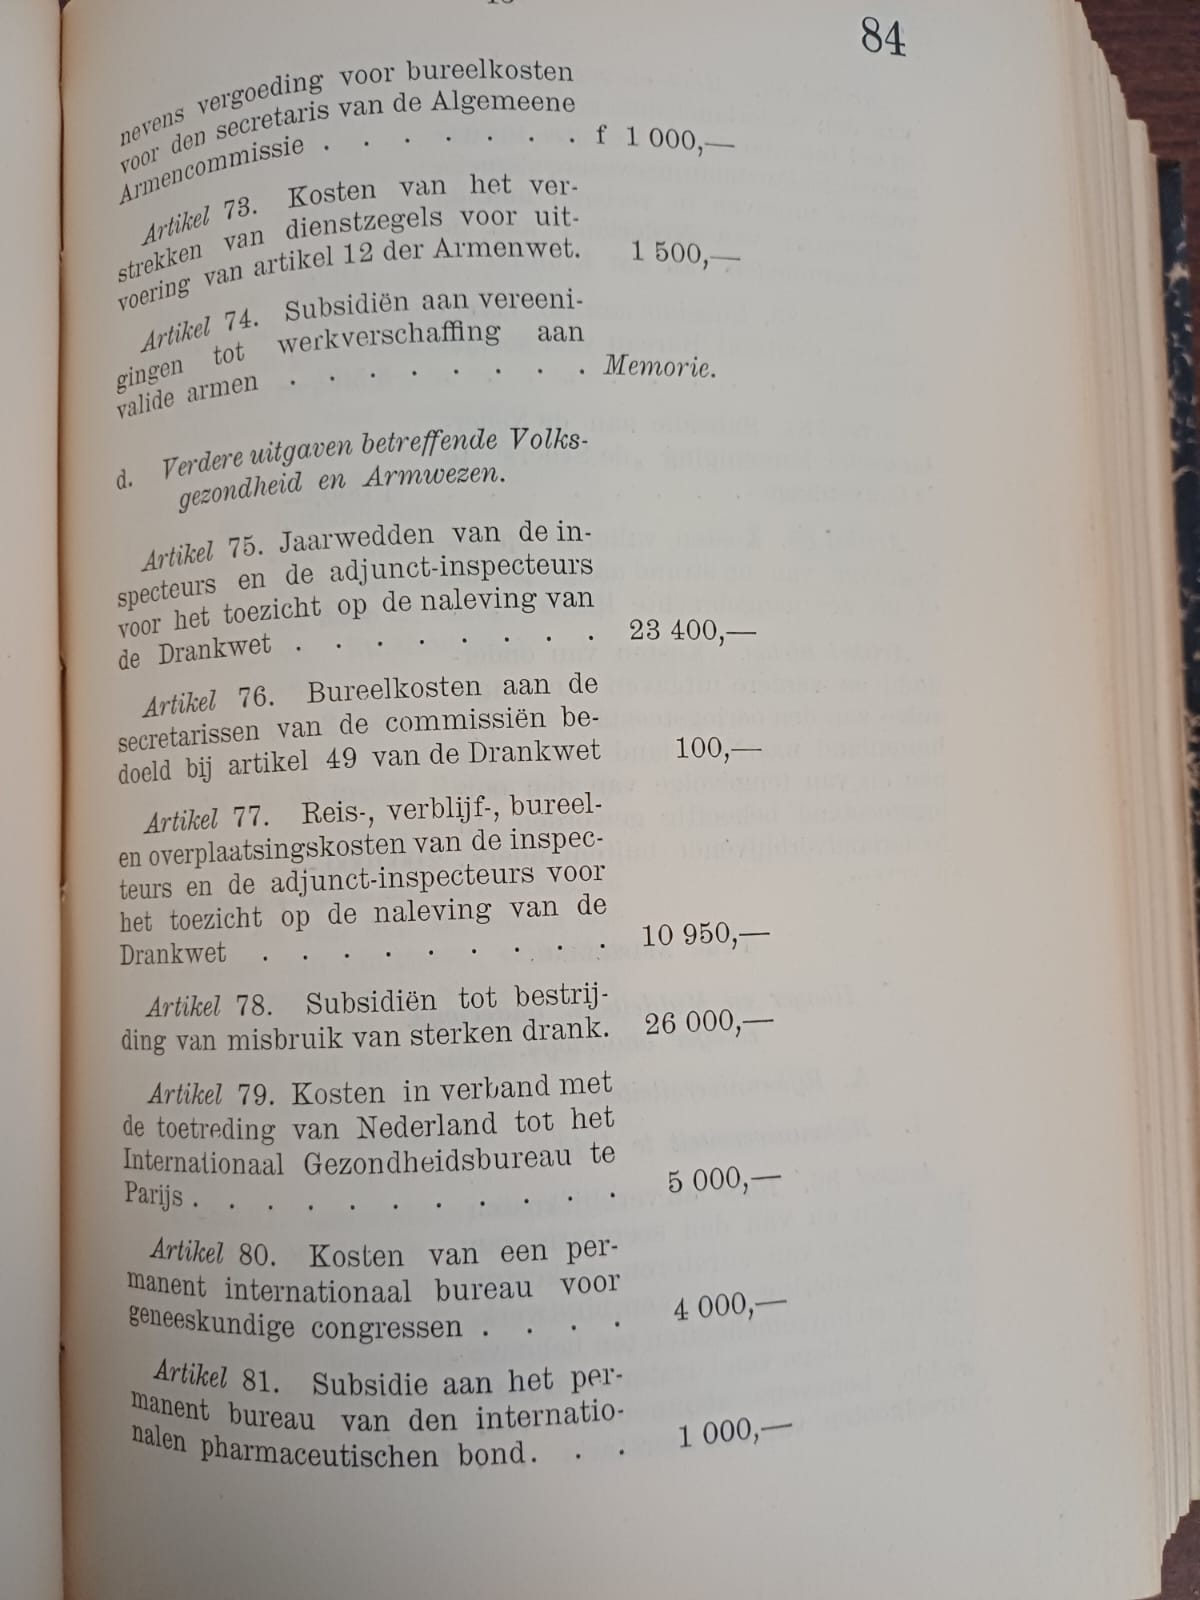 84
nevens vergoeding voor bureelkosten
voor den secretaris van de Algemeene
Armencommissie . . . . . . . f 1 000,—
Artikel 73. Kosten van het ver-
strekken van dienstzegels voor uit-
voering van artikel 12 der Armenwet. 1 500,—
Artikel 74. Subsidiën aan vereeni-
gingen tot werkverschaffing aan
valide armen . . . . . . . . Memorie.
d. Verdere uitgaven betreffende Volks-
gezondheid en Armwezen.
Artikel 75. Jaarwedden van de in-
specteurs en de adjunct-inspecteurs
voor het toezicht op de naleving van
de Drankwet . . . . . . . . 23 400,—
Artikel 76. Bureelkosten aan de
secretarissen van de commissiën be-
doeld bij artikel 49 van de Drankwet 100,—
Artikel 77. Reis-, verblijf-, bureel-
en overplaatsingskosten van de inspec-
teurs en de adjunct-inspecteurs voor
het toezicht op de naleving van de
Drankwet . . . . . . . . . 10 950,—
Artikel 78. Subsidiën tot bestrij-
ding van misbruik van sterken drank. 26 000,—
Artikel 79. Kosten in verband met
de toetreding van Nederland tot het
Internationaal Gezondheidsbureau te
Parijs . . . . . . . . . . . 5 000,—
Artikel 80. Kosten van een per-
manent internationaal bureau voor
geneeskundige congressen . . . . 4 000,—
Artikel 81. Subsidie aan het per-
manent bureau van den internatio-
nalen pharmaceutischen bond. . . 1 000,—